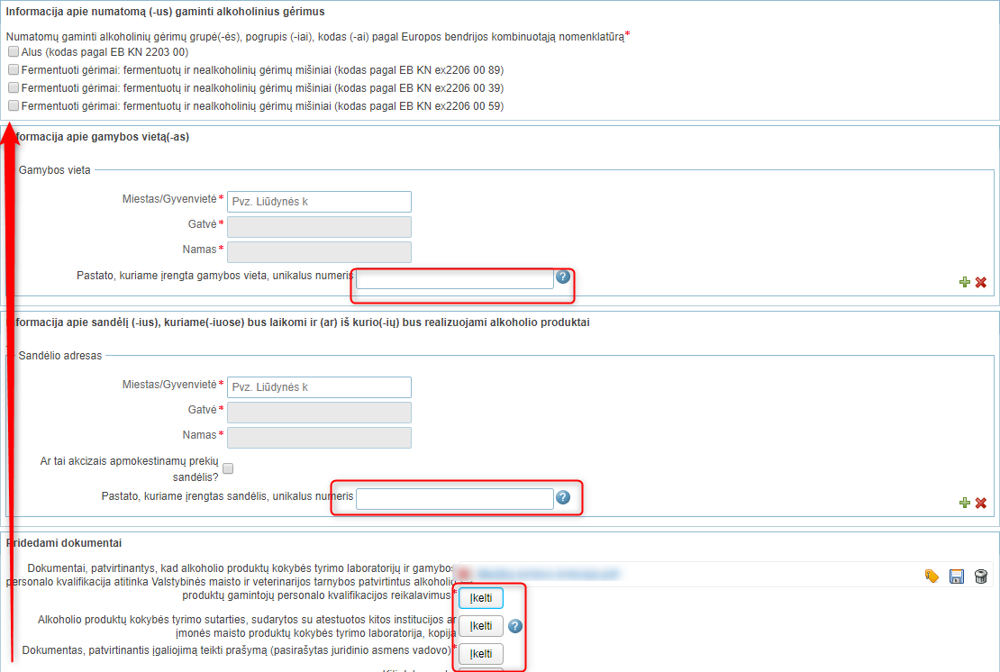 Informacija apie numatomą (-us) gaminti alkoholinius gėrimus
Numatomų gaminti alkoholinių gėrimų grupė(-ės), pogrupis (-iai), kodas (-ai) pagal Europos bendrijos kombinuotąją nomenklatūrą*
Alus (kodas pagal EB KN 2203 00)
Fermentuoti gėrimai: fermentuotų ir nealkoholinių gėrimų mišiniai (kodas pagal EB KN ex2206 00 89)
Fermentuoti gėrimai: fermentuotų ir nealkoholinių gėrimų mišiniai (kodas pagal EB KN ex2206 00 39)
Fermentuoti gėrimai: fermentuotų ir nealkoholinių gėrimų mišiniai (kodas pagal EB KN ex2206 00 59)
nformacija apie gamybos vietą(-as)
Gamybos vieta
Miestas/Gyvenvietė* Pvz. Liūdynės k
Gatvė*
Namas*
Pastato, kuriame įrengta gamybos vieta, unikalus numeris ?
nformacija apie sandėlį (-ius), kuriame(-iuose) bus laikomi ir (ar) iš kurio(-ių) bus realizuojami alkoholio produktai
Sandėlio adresas
Miestas/Gyvenvietė* Pvz. Liūdynės k
Gatvė*
Namas*
Ar tai akcizais apmokestinamų prekių
sandėlis?
Pastato, kuriame įrengtas sandėlis, unikalus numeris ?
Pridedami dokumentai
Dokumentai, patvirtinantys, kad alkoholio produktų kokybės tyrimo laboratorijų ir gamybos
personalo kvalifikacija atitinka Valstybinės maisto ir veterinarijos tarnybos patvirtintus alkoholio
produktų gamintojų personalo kvalifikacijos reikalavimus.* Įkelti
Alkoholio produktų kokybės tyrimo sutarties, sudarytos su atestuotos kitos institucijos ar
įmonės maisto produktų kokybės tyrimo laboratorija, kopija Įkelti ?
Dokumentas, patvirtinantis įgaliojimą teikti prašymą (pasirašytas juridinio asmens vadovo)* Įkelti